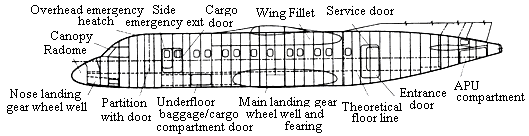 Overhead emergency
heatch
Side
emergency exit
Cargo
door
Wing Fillet
Service door
Canopy
Radome
Nose landing
gear wheel well
Partition
with door
Underfloor
baggage/cargo
compartment door
Main landing gear
wheel well and
fearing
Theoretical
floor line
Entrance
door
APU
compartment